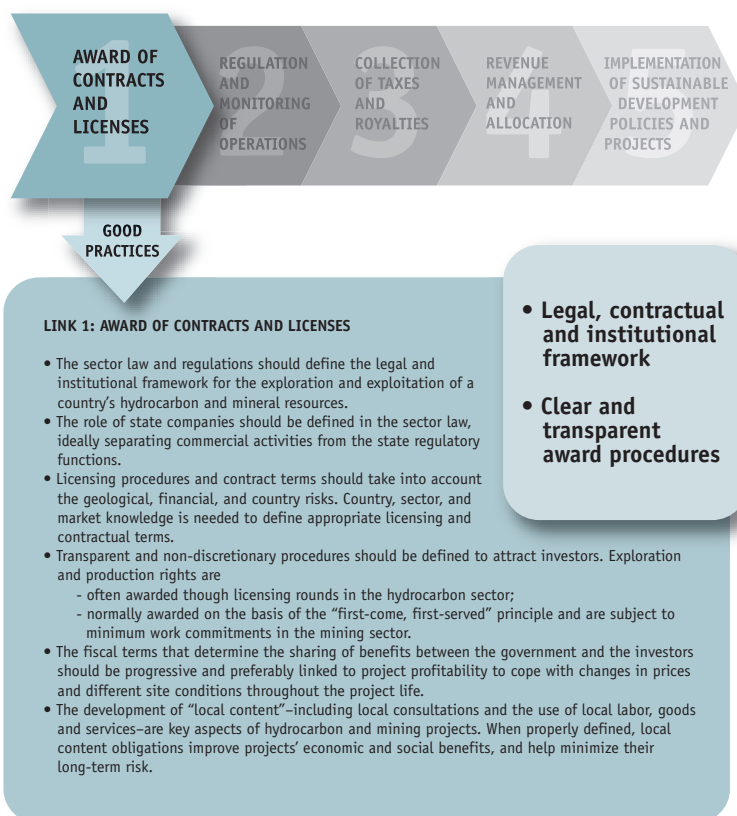 1
AWARD OF
CONTRACTS
AND
LICENSES
2
REGULATION
AND
MONITORING
OF
OPERATIONS
3
COLLECTION
OF TAXES
AND
ROYALTIES
4
REVENUE
MANAGEMENT
AND
ALLOCATION
5
IMPLEMENTATION
OF SUSTAINABLE
DEVELOPMENT
POLICIES AND
PROJECTS
GOOD
PRACTICES
• Legal, contractual
and institutional
framework
• Clear and
transparent
award procedures
LINK 1: AWARD OF CONTRACTS AND LICENSES
• The sector law and regulations should define the legal and
institutional framework for the exploration and exploitation of a
country's hydrocarbon and mineral resources.
• The role of state companies should be defined in the sector law,
ideally separating commercial activities from the state regulatory
functions.
• Licensing procedures and contract terms should take into account
the geological, financial, and country risks. Country, sector, and
market knowledge is needed to define appropriate licensing and
contractual terms.
• Transparent and non-discretionary procedures should be defined to attract investors. Exploration
and production rights are
- often awarded though licensing rounds in the hydrocarbon sector;
- normally awarded on the basis of the “first-come, first-served” principle and are subject to
minimum work commitments in the mining sector.
• The fiscal terms that determine the sharing of benefits between the government and the investors
should be progressive and preferably linked to project profitability to cope with changes in prices
and different site conditions throughout the project life.
• The development of “local content”–including local consultations and the use of local labor, goods
and services–are key aspects of hydrocarbon and mining projects. When properly defined, local
content obligations improve projects' economic and social benefits, and help minimize their
long-term risk.